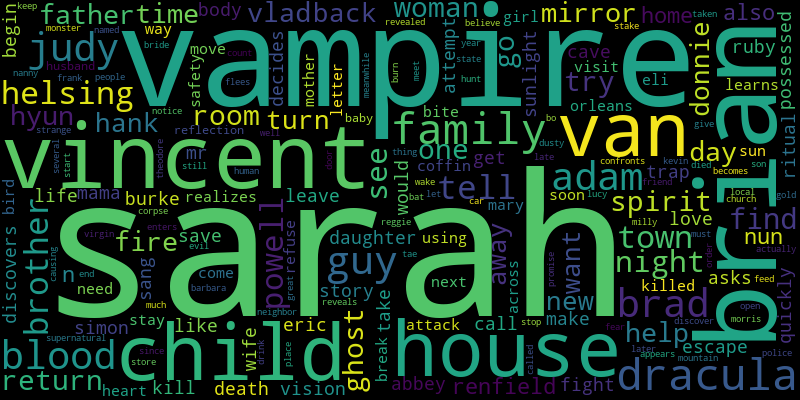 vampire
sarah
vincent
brian
van
child
house
family
dracula
judy
helsing
guy
brad
adam
blood
brother
town
spirit
night
father
time
body
vladback
woman
mirror
home
also
begin
keep
monster
named
bride
way
nanny
husband
frank
people
safety
move
decides
mother
letter
attempt
go
girl
sunlight
revealed
believe
year
state
stake
cave
visit
try
taken
donnie
ruby
learns
possessed
ritual
eli
orleans
meanwhile
burn
meet
hunt
count
flees
hyun
hank
room
turn
baby
notice
strange
reflection
theodore
well
still
human
mr
several
start
see
bite
one
would
coffin
get
tell
bo
dusty
confronts
kevin
died
day
sun
trap
give
son
becomes
local
church
gold
life
mama
burke
realizes
leave
corpse
bird
discovers
fire
save
powell
daughter
using
away
mary
soon
lucy
friend
love
milly
must
actually
nun
find
n
end
evil
enters
virgin
causing
sang
need
come
barbara
refuse
great
reveals
neighbor
story
tae
reggie
bat
wake
let
car
late
next
across
want
new
promise
killed
asks
escape
quickly
open
morris
feed
police
discover
later
appears
mountain
simon
stay
like
much
since
store
supernatural
return
heart
kill
wife
death
eric
vision
drink
place
ghost
break
take
call
attack
stop
called
make
fear
help
abbey
renfield
fight
thing